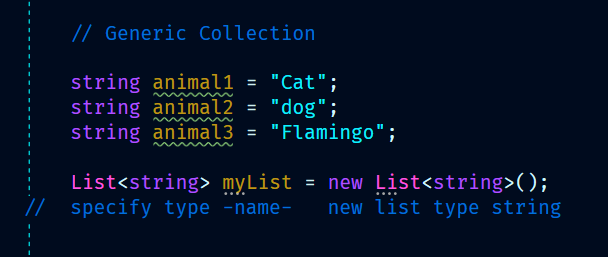 // Generic Collection
string animal1 = "Cat";
string animal2 = "dog";
string animal3 = "Flamingo";
List<string> myList = new List<string>();
//  specify type -name-   new list type string